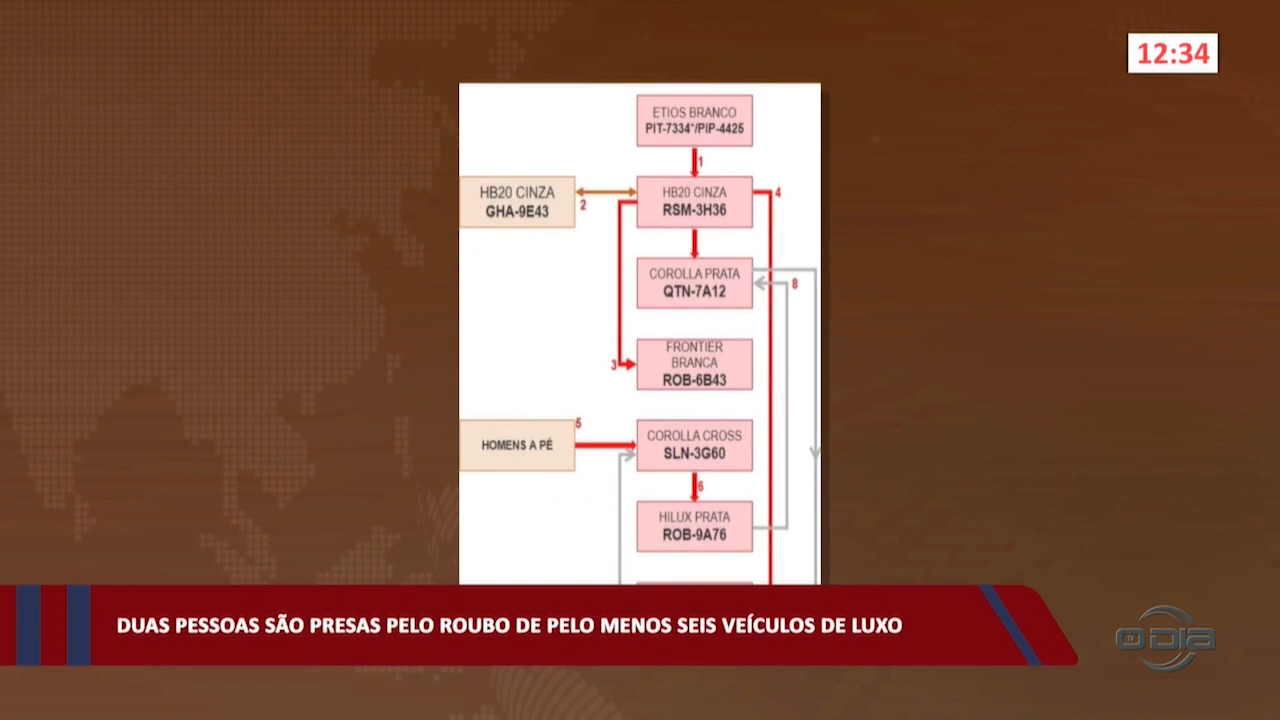 12:34
ETIOS BRANCO
PIT-7334*/PIP-4425
1
HB20 CINZA
GHA-9E43
2
HB20 CINZA
RSM-3H36
4
COROLLA PRATA
QTN-7A12
8
FRONTIER
BRANCA
ROB-6B43
3
5
HOMENS A PÉ
COROLLA CROSS
SLN-3G60
6
HILUX PRATA
ROB-9A76
DUAS PESSOAS SÃO PRESAS PELO ROUBO DE PELO MENOS SEIS VEÍCULOS DE LUXO
O DIA